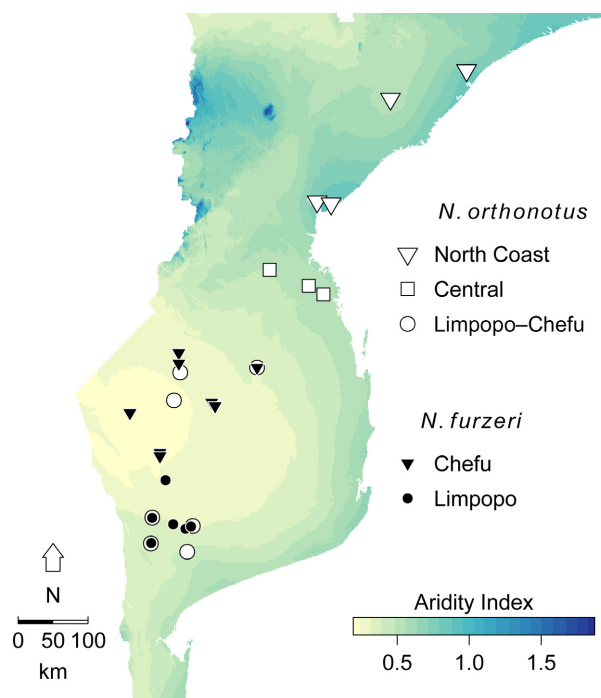 N. orthonotus
North Coast
Central
Limpopo–Chefu
N. furzeri
Chefu
Limpopo
N
0 50 100
km
Aridity Index
0.5 1.0 1.5